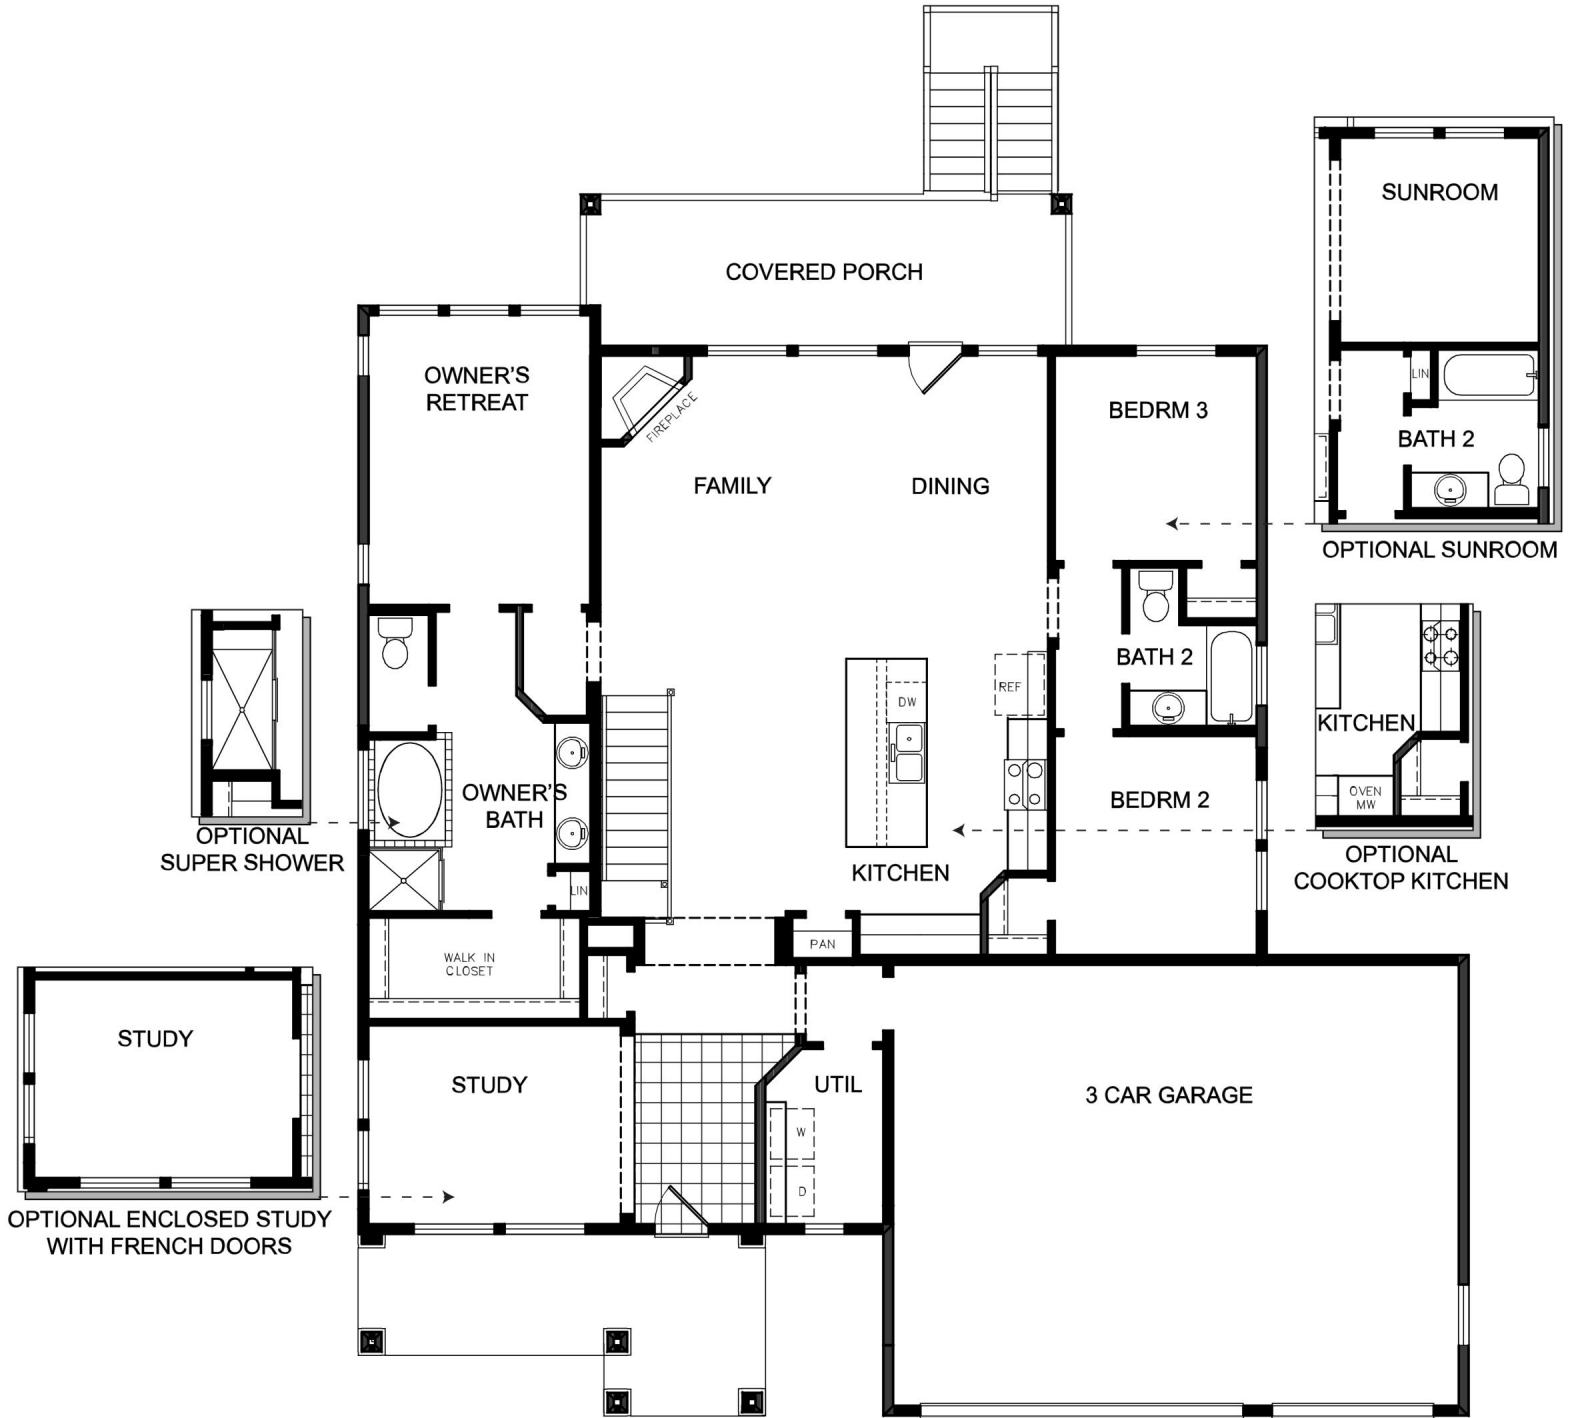 COVERED PORCH
SUNROOM
LIN
BATH 2
OPTIONAL SUNROOM
OWNER'S
RETREAT
FIREPLACE
FAMILY
DINING
BEDRM 3
BATH 2
REF
DW
KITCHEN
OVEN
MW
OPTIONAL
COOKTOP KITCHEN
BEDRM 2
KITCHEN
OPTIONAL
SUPER SHOWER
OWNER'S
BATH
LIN
WALK IN
CLOSET
PAN
STUDY
OPTIONAL ENCLOSED STUDY
WITH FRENCH DOORS
STUDY
UTIL
W
D
3 CAR GARAGE